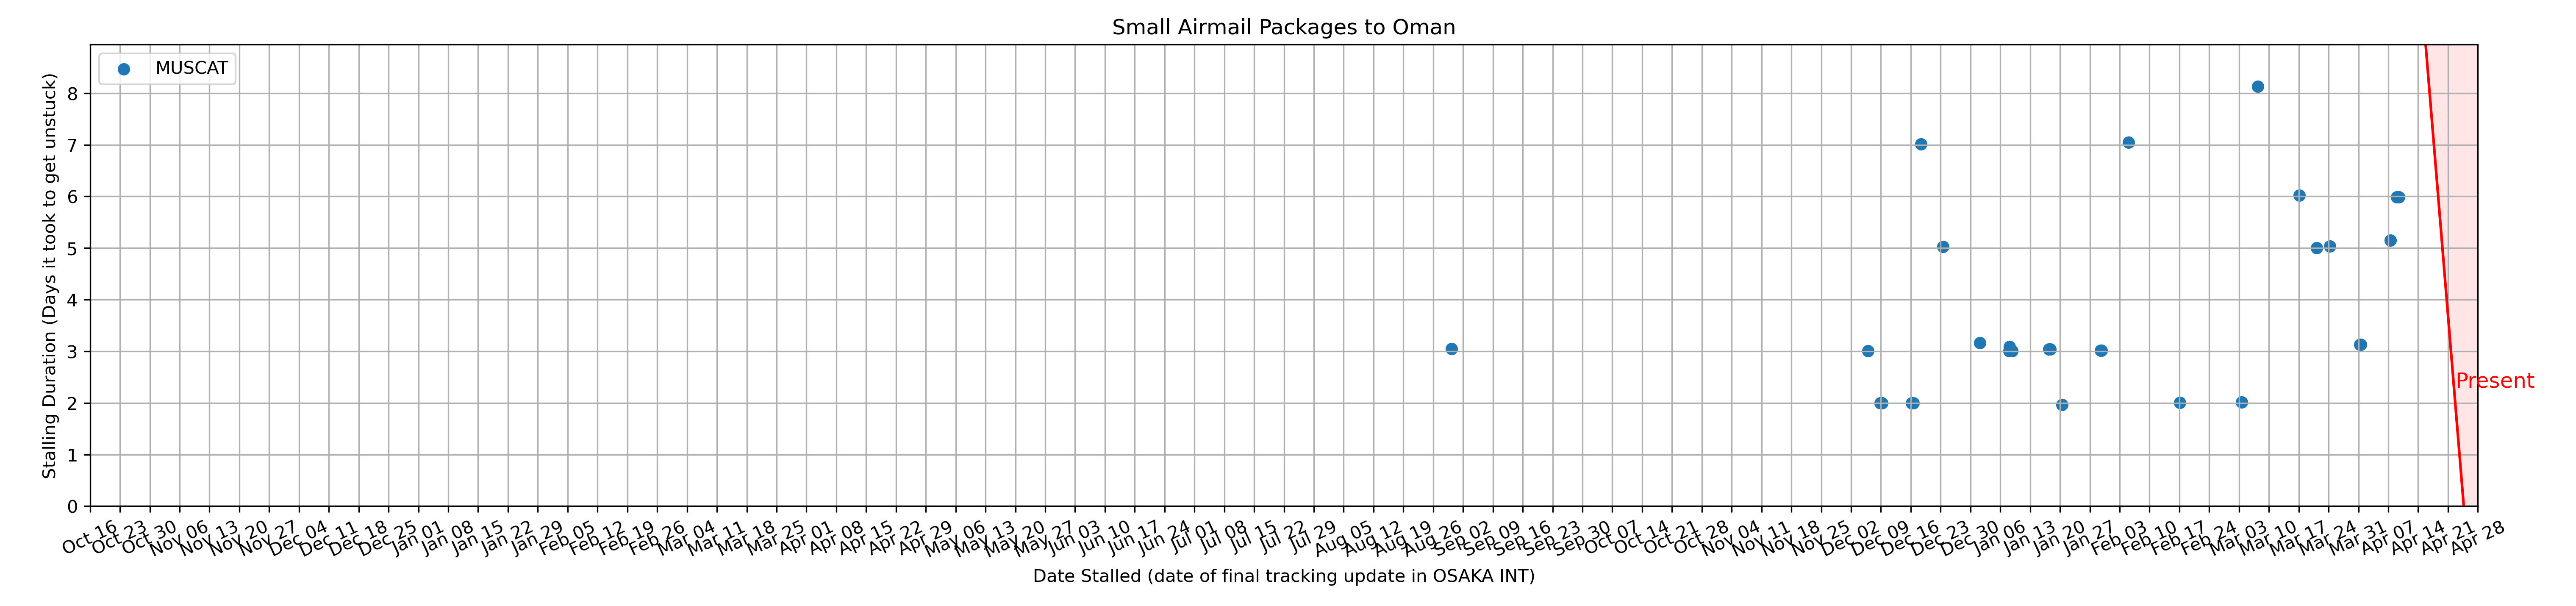 Small Airmail Packages to Oman
MUSCAT
Stalling Duration (Days it took to get unstuck)
8
7
6
5
4
3
2
1
0
Present
Oct 16 Oct 23 Oct 30 Nov 06 Nov 13 Nov 20 Nov 27 Dec 04 Dec 11 Dec 18 Dec 25 Jan 01 Jan 08 Jan 15 Jan 22 Jan 29 Feb 05 Feb 12 Feb 19 Feb 26 Mar 04 Mar 11 Mar 18 Mar 25 Apr 01 Apr 08 Apr 15 Apr 22 Apr 29 May 06 May 13 May 20 May 27 Jun 03 Jun 10 Jun 17 Jun 24 Jul 01 Jul 08 Jul 15 Jul 22 Jul 29 Aug 05 Aug 12 Aug 19 Aug 26 Sep 02 Sep 09 Sep 16 Sep 23 Sep 30 Oct 07 Oct 14 Oct 21 Oct 28 Nov 04 Nov 11 Nov 18 Nov 25 Dec 02 Dec 09 Dec 16 Dec 23 Dec 30 Jan 06 Jan 13 Jan 20 Jan 27 Feb 03 Feb 10 Feb 17 Feb 24 Mar 03 Mar 10 Mar 17 Mar 24 Mar 31 Apr 07 Apr 14 Apr 21 Apr 28
Date Stalled (date of final tracking update in OSAKA INT)